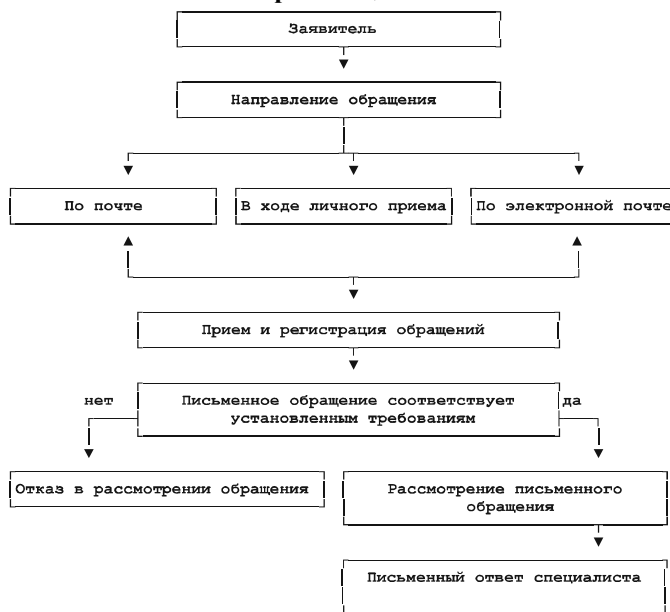 Заявитель
Направление обращения
По почте
В ходе личного приема
По электронной почте
Прием и регистрация обращений
нет
Письменное обращение соответствует
установленным требованиям
да
Отказ в рассмотрении обращения
Рассмотрение письменного
обращения
Письменный ответ специалиста